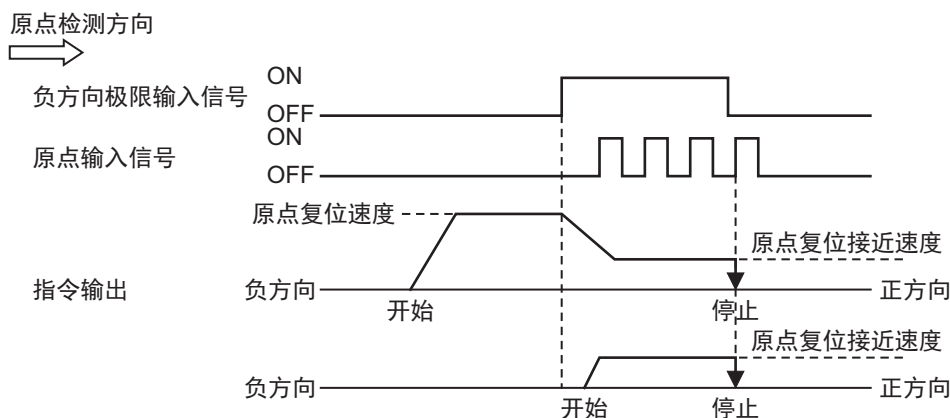 原点检测方向
负方向极限输入信号
ON
OFF
原点输入信号
ON
OFF
原点复位速度
原点复位接近速度
指令输出
负方向
正方向
开始
停止
原点复位接近速度
负方向
正方向
开始
停止